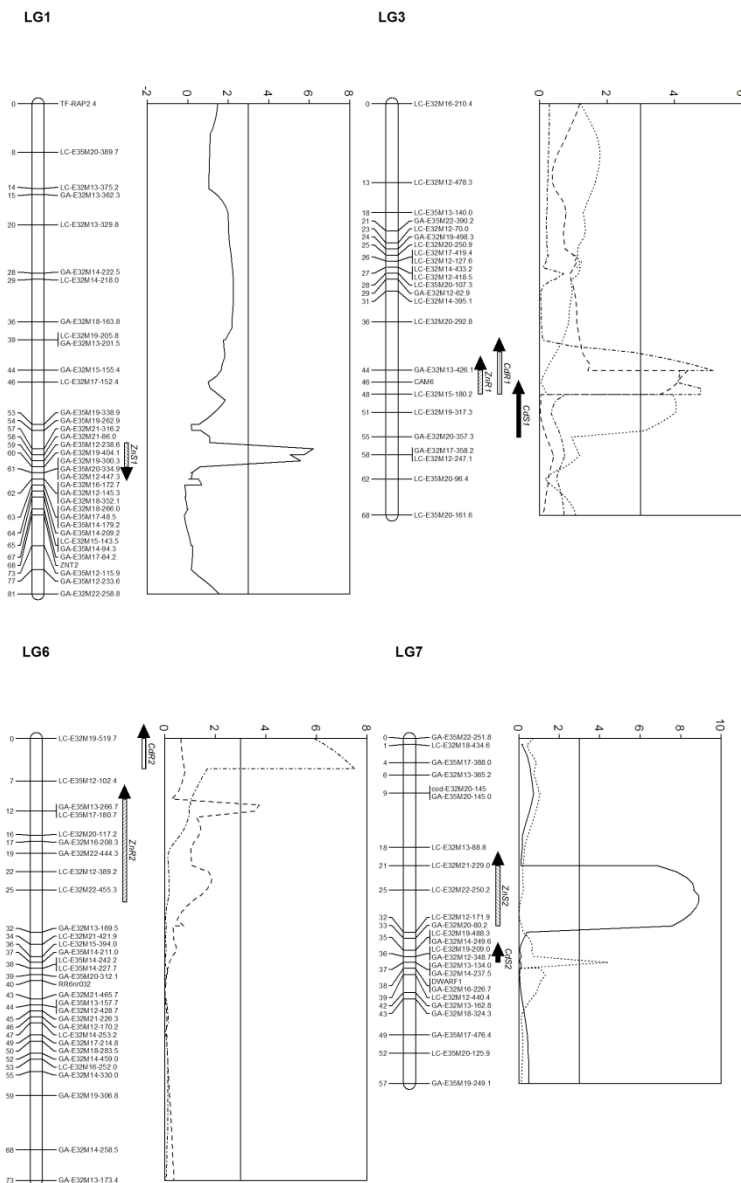 LG1
-2 0 2 4 6 8
0 TF-RAP2.4
8 LC-E35M20-389.7
14 LC-E32M13-375.2
15 GA-E32M13-362.3
20 LC-E32M13-329.8
28 GA-E32M14-222.5
29 LC-E32M14-218.0
36 GA-E32M18-163.8
39 LC-E32M19-205.8
GA-E32M13-201.5
44 GA-E32M15-155.4
46 LC-E32M17-152.4
53 GA-E35M19-338.9
54 GA-E35M19-262.9
57 GA-E32M21-316.2
58 GA-E32M21-86.0
59 GA-E35M12-238.6
60 GA-E32M19-404.1
GA-E32M19-300.3
61 GA-E35M20-334.9
GA-E32M12-447.3
GA-E32M16-172.7
62 GA-E32M12-145.3
GA-E32M18-352.1
GA-E32M18-266.0
63 GA-E35M17-48.5
GA-E35M14-179.2
64 GA-E35M14-209.2
65 LC-E32M15-143.5
GA-E35M14-94.3
67 GA-E35M17-84.2
68 ZNT2
73 GA-E35M12-115.9
77 GA-E35M12-233.6
81 GA-E32M22-258.8
ZnS1
LG3
0 2 4 6
0 LC-E32M16-210.4
13 LC-E32M12-478.3
18 LC-E35M13-140.0
21 GA-E35M22-390.2
23 LC-E32M12-70.0
24 GA-E32M19-498.3
25 LC-E32M20-250.9
26 LC-E32M17-419.4
LC-E32M12-127.6
27 LC-E32M14-433.2
LC-E32M12-418.5
28 LC-E35M20-107.3
29 GA-E32M12-62.9
31 LC-E32M14-395.1
36 LC-E32M20-292.8
44 GA-E32M13-426.1
46 CAM6
48 LC-E32M15-180.2
51 LC-E32M19-317.3
55 GA-E32M20-357.3
58 GA-E32M17-358.2
LC-E32M12-247.1
62 LC-E35M20-96.4
68 LC-E35M20-161.6
ZnR1
CdR1
CdS1
LG6
0 2 4 6 8
0 LC-E32M19-519.7
7 LC-E35M12-102.4
12 GA-E35M13-266.7
LC-E35M17-180.7
16 LC-E32M20-117.2
17 GA-E32M16-208.3
19 GA-E32M22-444.3
22 LC-E32M12-389.2
25 LC-E32M22-455.3
32 GA-E32M13-169.5
34 LC-E32M21-421.9
36 LC-E32M15-394.0
37 GA-E35M14-211.0
38 LC-E35M14-242.2
LC-E35M14-227.7
39 GA-E35M20-312.1
40 RR6nr032
43 GA-E32M21-465.7
44 GA-E35M13-157.7
GA-E32M12-428.7
45 GA-E32M21-226.3
46 GA-E35M12-170.2
47 LC-E32M14-253.2
49 GA-E32M17-214.8
50 GA-E32M18-283.5
52 GA-E32M14-459.0
53 LC-E32M16-252.0
55 GA-E32M14-330.0
59 GA-E32M19-306.8
68 GA-E32M14-258.5
73 GA-E32M13-173.4
CdR2
ZnR2
LG7
0 2 4 6 8 10
0 GA-E35M22-251.8
1 LC-E32M18-434.6
4 GA-E35M17-388.0
6 GA-E32M13-365.2
9 cod-E32M20-145
GA-E35M20-145.0
18 LC-E32M13-88.8
21 LC-E32M21-229.0
25 LC-E32M22-250.2
32 LC-E32M12-171.9
33 GA-E32M20-80.2
35 LC-E32M19-488.3
GA-E32M14-249.6
36 LC-E32M19-209.0
GA-E32M12-348.7
37 GA-E32M13-134.0
GA-E32M14-237.5
38 DWARF1
GA-E32M16-226.7
39 LC-E32M12-440.4
42 GA-E32M13-162.8
43 GA-E32M18-324.3
49 GA-E35M17-476.4
52 LC-E35M20-125.9
57 GA-E35M19-249.1
ZnS2
CdS2